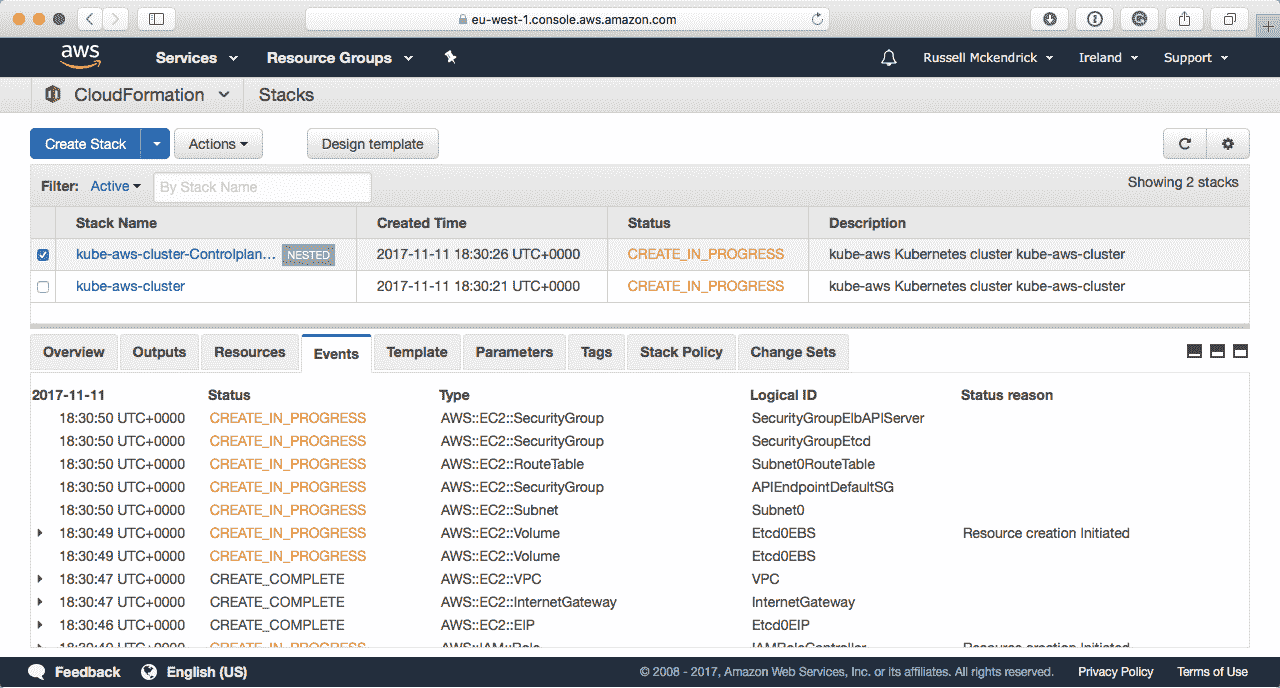 eu-west-1.console.aws.amazon.com
aws Services Resource Groups Russell Mckendrick Ireland Support
CloudFormation Stacks
Create Stack Actions Design template
Filter: Active By Stack Name Showing 2 stacks
Stack Name Created Time Status Description
kube-aws-cluster-Controlplan... NESTED 2017-11-11 18:30:26 UTC+0000 CREATE_IN_PROGRESS kube-aws Kubernetes cluster kube-aws-cluster
kube-aws-cluster 2017-11-11 18:30:21 UTC+0000 CREATE_IN_PROGRESS kube-aws Kubernetes cluster kube-aws-cluster
Overview Outputs Resources Events Template Parameters Tags Stack Policy Change Sets
2017-11-11 Status Type Logical ID Status reason
18:30:50 UTC+0000 CREATE_IN_PROGRESS AWS::EC2::SecurityGroup SecurityGroupElbAPIServer
18:30:50 UTC+0000 CREATE_IN_PROGRESS AWS::EC2::SecurityGroup SecurityGroupEtcd
18:30:50 UTC+0000 CREATE_IN_PROGRESS AWS::EC2::RouteTable Subnet0RouteTable
18:30:50 UTC+0000 CREATE_IN_PROGRESS AWS::EC2::SecurityGroup APIEndpointDefaultSG
18:30:50 UTC+0000 CREATE_IN_PROGRESS AWS::EC2::Subnet Subnet0
18:30:49 UTC+0000 CREATE_IN_PROGRESS AWS::EC2::Volume Etcd0EBS Resource creation Initiated
18:30:49 UTC+0000 CREATE_IN_PROGRESS AWS::EC2::Volume Etcd0EBS
18:30:47 UTC+0000 CREATE_COMPLETE AWS::EC2::VPC VPC
18:30:47 UTC+0000 CREATE_COMPLETE AWS::EC2::InternetGateway InternetGateway
18:30:46 UTC+0000 CREATE_COMPLETE AWS::EC2::EIP Etcd0EIP
CREATE_IN_PROGRESS AWS::IAM::Role IAMRoleController Resource creation Initiated
Feedback English (US) © 2008 - 2017, Amazon Web Services, Inc. or its affiliates. All rights reserved. Privacy Policy Terms of Use